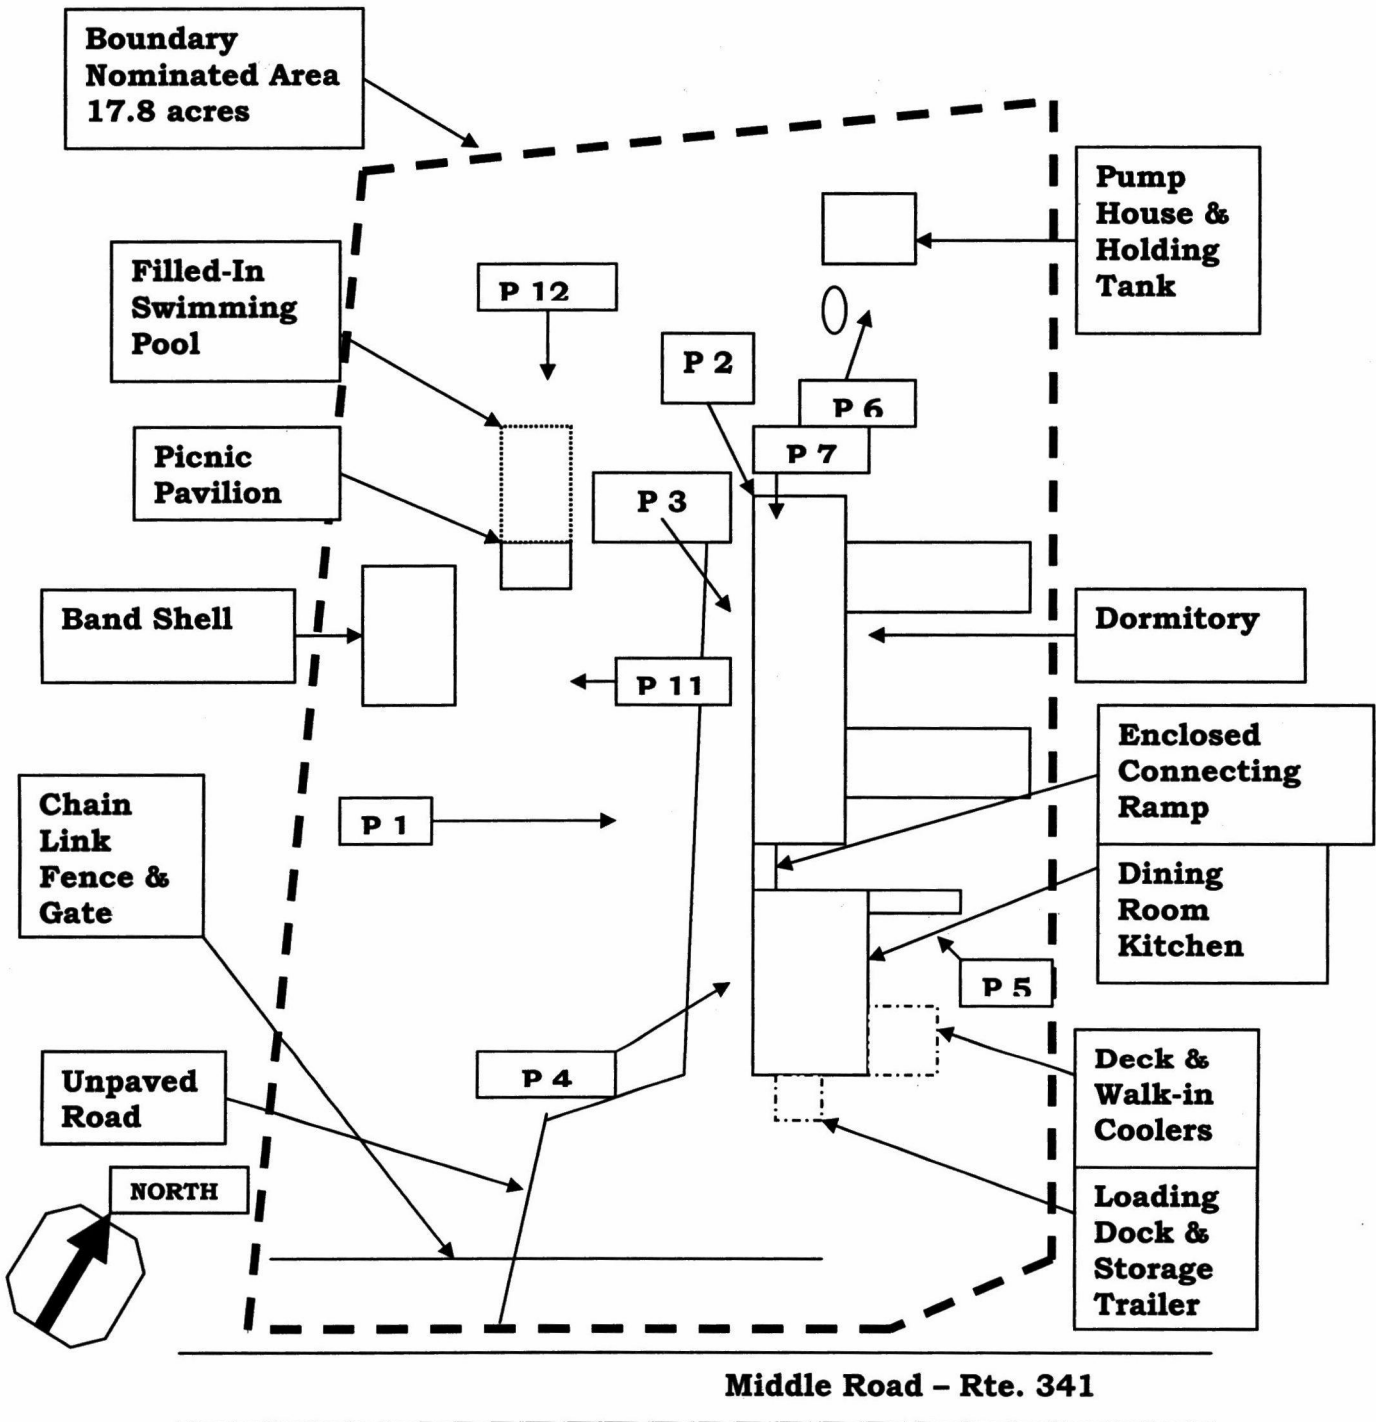 Boundary
Nominated Area
17.8 acres
Pump
House &
Holding
Tank
Filled-In
Swimming
Pool
P 12
P 2
P 6
P 7
Picnic
Pavilion
P 3
Band Shell
Dormitory
P 11
Enclosed
Connecting
Ramp
Chain
Link
Fence &
Gate
P 1
Dining
Room
Kitchen
P 5
Deck &
Walk-in
Coolers
P 4
Unpaved
Road
NORTH
Loading
Dock &
Storage
Trailer
Middle Road – Rte. 341